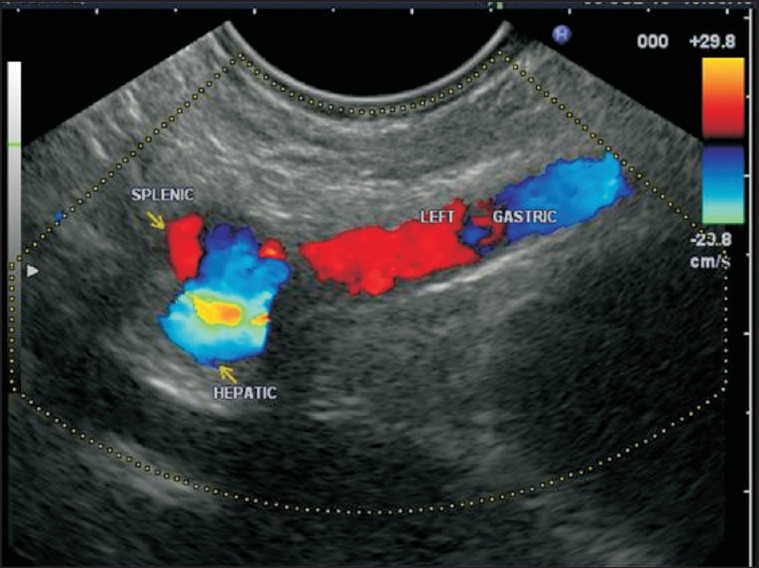 000 +29.8
SPLENIC
LEFT GASTRIC
-29.8
cm/s
HEPATIC